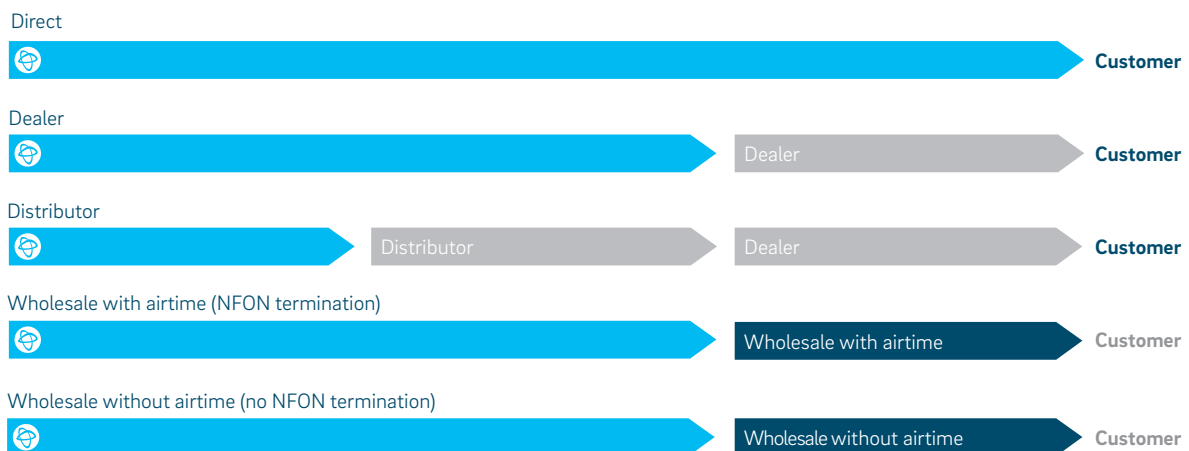 Direct
Customer
Dealer
Dealer
Customer
Distributor
Distributor
Dealer
Customer
Wholesale with airtime (NFON termination)
Wholesale with airtime
Customer
Wholesale without airtime (no NFON termination)
Wholesale without airtime
Customer